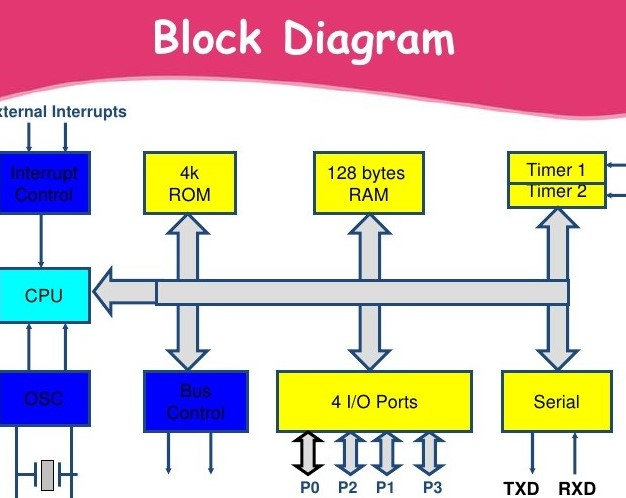 Block Diagram
xternal Interrupts
Interrupt
Control
4k
ROM
128 bytes
RAM
Timer 1
Timer 2
CPU
OSC
Bus
Control
4 I/O Ports
Serial
P0 P2 P1 P3
TXD RXD